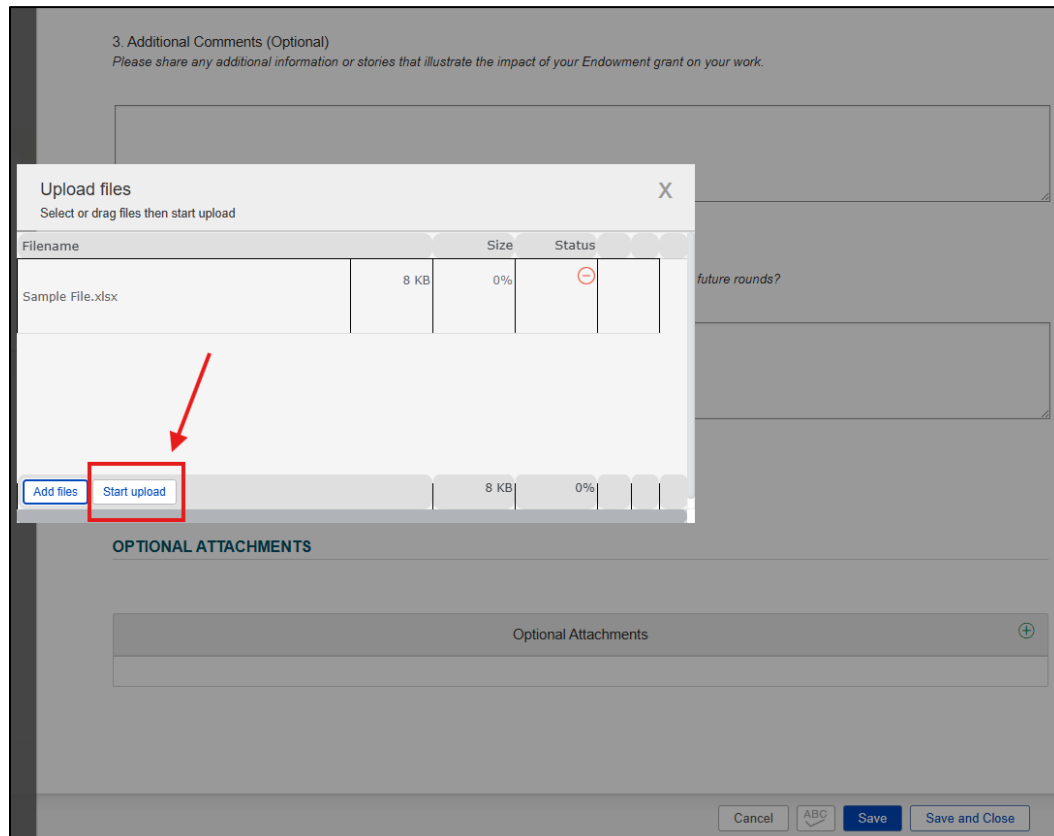 3. Additional Comments (Optional)
Please share any additional information or stories that illustrate the impact of your Endowment grant on your work.
Upload files
X
Select or drag files then start upload
Filename Size Status
Sample File.xlsx 8 KB 0%
future rounds?
Add files Start upload 8 KB 0%
OPTIONAL ATTACHMENTS
Optional Attachments
Cancel ABC Save Save and Close